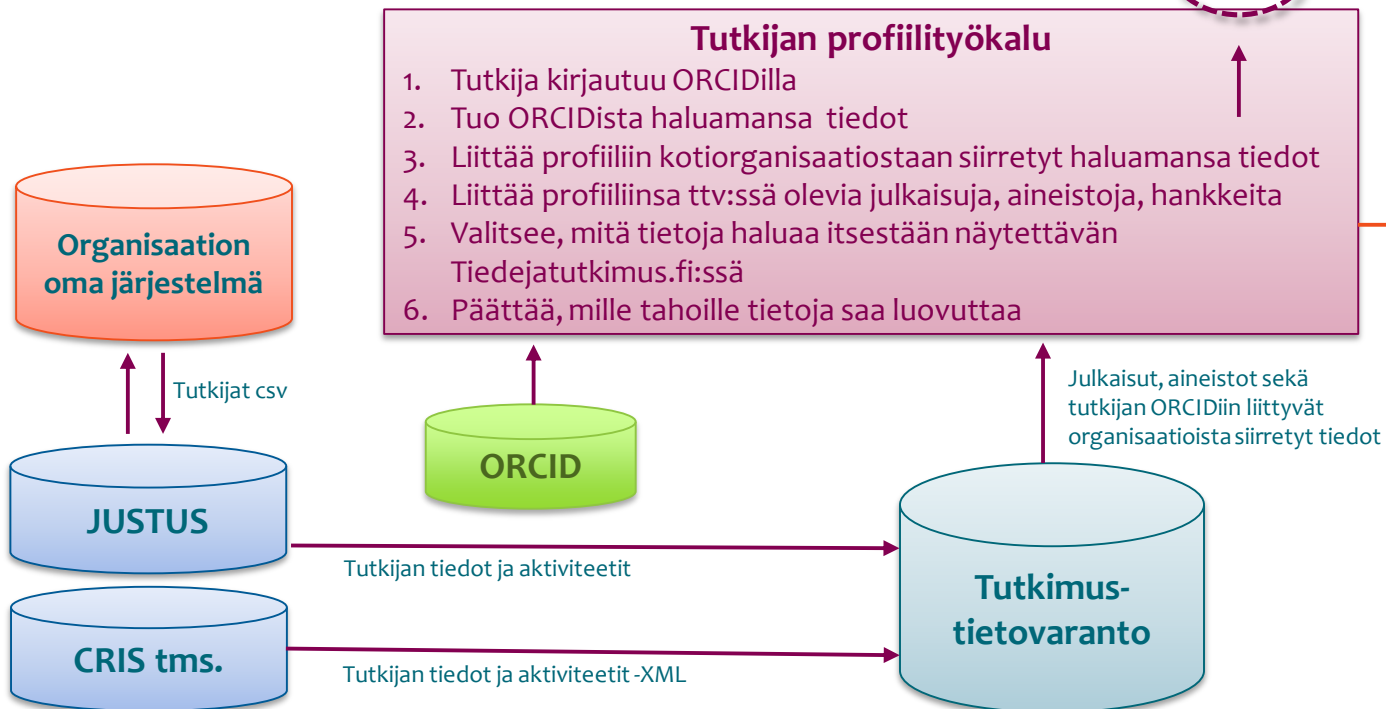 Tutkijan profiilityökalu
1. Tutkija kirjautuu ORCIDilla
2. Tuo ORCIDista haluamansa tiedot
3. Liittää profiiliin kotiorganisaatiostaan siirretyt haluamansa tiedot
4. Liittää profiiliinsa ttv:ssä olevia julkaisuja, aineistoja, hankkeita
5. Valitsee, mitä tietoja haluaa itsestään näytettävän
Tiedejatutkimus.fi:ssä
6. Päättää, mille tahoille tietoja saa luovuttaa
Organisaation
oma järjestelmä
Tutkijat csv
Julkaisut, aineistot sekä
tutkijan ORCIDiin liittyvät
organisaatioista siirretyt tiedot
ORCID
JUSTUS
Tutkijan tiedot ja aktiviteetit
Tutkimus-
tietovaranto
CRIS tms.
Tutkijan tiedot ja aktiviteetit -XML